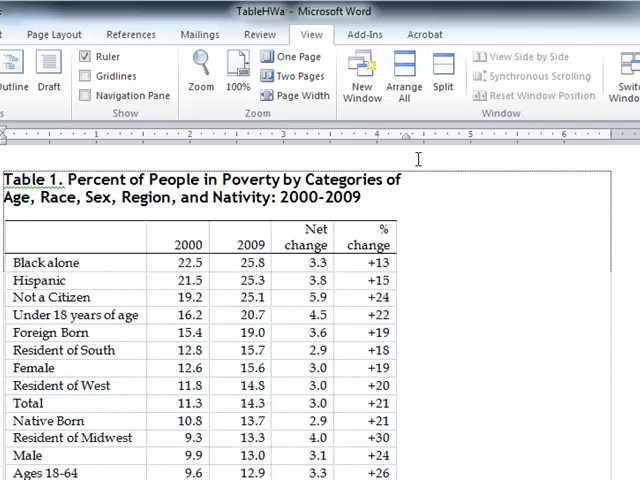 TableHWa - Microsoft Word
Page Layout References Mailings Review View Add-Ins Acrobat
Outline Draft
Ruler
Gridlines
Navigation Pane
Show
Zoom 100%
One Page
Two Pages
Page Width
Zoom
New Window Arrange All Split
View Side by Side
Synchronous Scrolling
Reset Window Position
Window
1 2 3 4 5 6
Table 1. Percent of People in Poverty by Categories of
Age, Race, Sex, Region, and Nativity: 2000-2009
2000 2009 Net change % change
Black alone 22.5 25.8 3.3 +13
Hispanic 21.5 25.3 3.8 +15
Not a Citizen 19.2 25.1 5.9 +24
Under 18 years of age 16.2 20.7 4.5 +22
Foreign Born 15.4 19.0 3.6 +19
Resident of South 12.8 15.7 2.9 +18
Female 12.6 15.6 3.0 +19
Resident of West 11.8 14.8 3.0 +20
Total 11.3 14.3 3.0 +21
Native Born 10.8 13.7 2.9 +21
Resident of Midwest 9.3 13.3 4.0 +30
Male 9.9 13.0 3.1 +24
Ages 18-64 9.6 12.9 3.3 +26